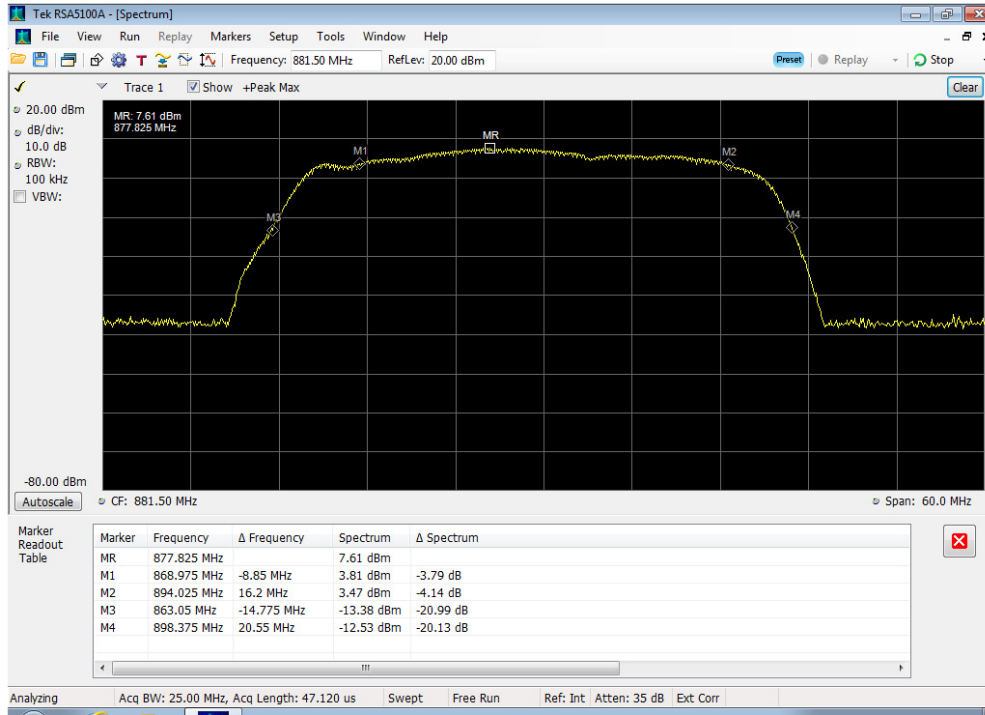 Tek RSA5100A - [Spectrum]
File View Run Replay Markers Setup Tools Window Help
T Frequency: 881.50 MHz RefLev: 20.00 dBm Preset Replay Stop
Trace 1 Show +Peak Max Clear
20.00 dBm
dB/div:
10.0 dB
RBW:
100 kHz
VBW:
MR: 7.61 dBm
877.825 MHz
MR
M1
M2
M3
M4
-80.00 dBm
Autoscale CF: 881.50 MHz Span: 60.0 MHz
Marker
Readout
Table
Marker Frequency Δ Frequency Spectrum Δ Spectrum
MR 877.825 MHz 7.61 dBm
M1 868.975 MHz -8.85 MHz 3.81 dBm -3.79 dB
M2 894.025 MHz 16.2 MHz 3.47 dBm -4.14 dB
M3 863.05 MHz -14.775 MHz -13.38 dBm -20.99 dB
M4 898.375 MHz 20.55 MHz -12.53 dBm -20.13 dB
Analyzing Acq BW: 25.00 MHz, Acq Length: 47.120 us Swept Free Run Ref: Int Atten: 35 dB Ext Corr